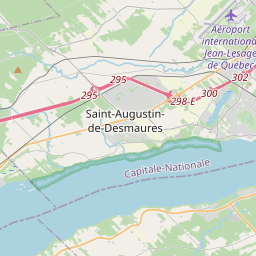 Aéroport
international
Jean-Lesage
de Québec
302
295
295
300
298-E
Saint-Augustin-
de-Desmaures
Capitale-Nationale